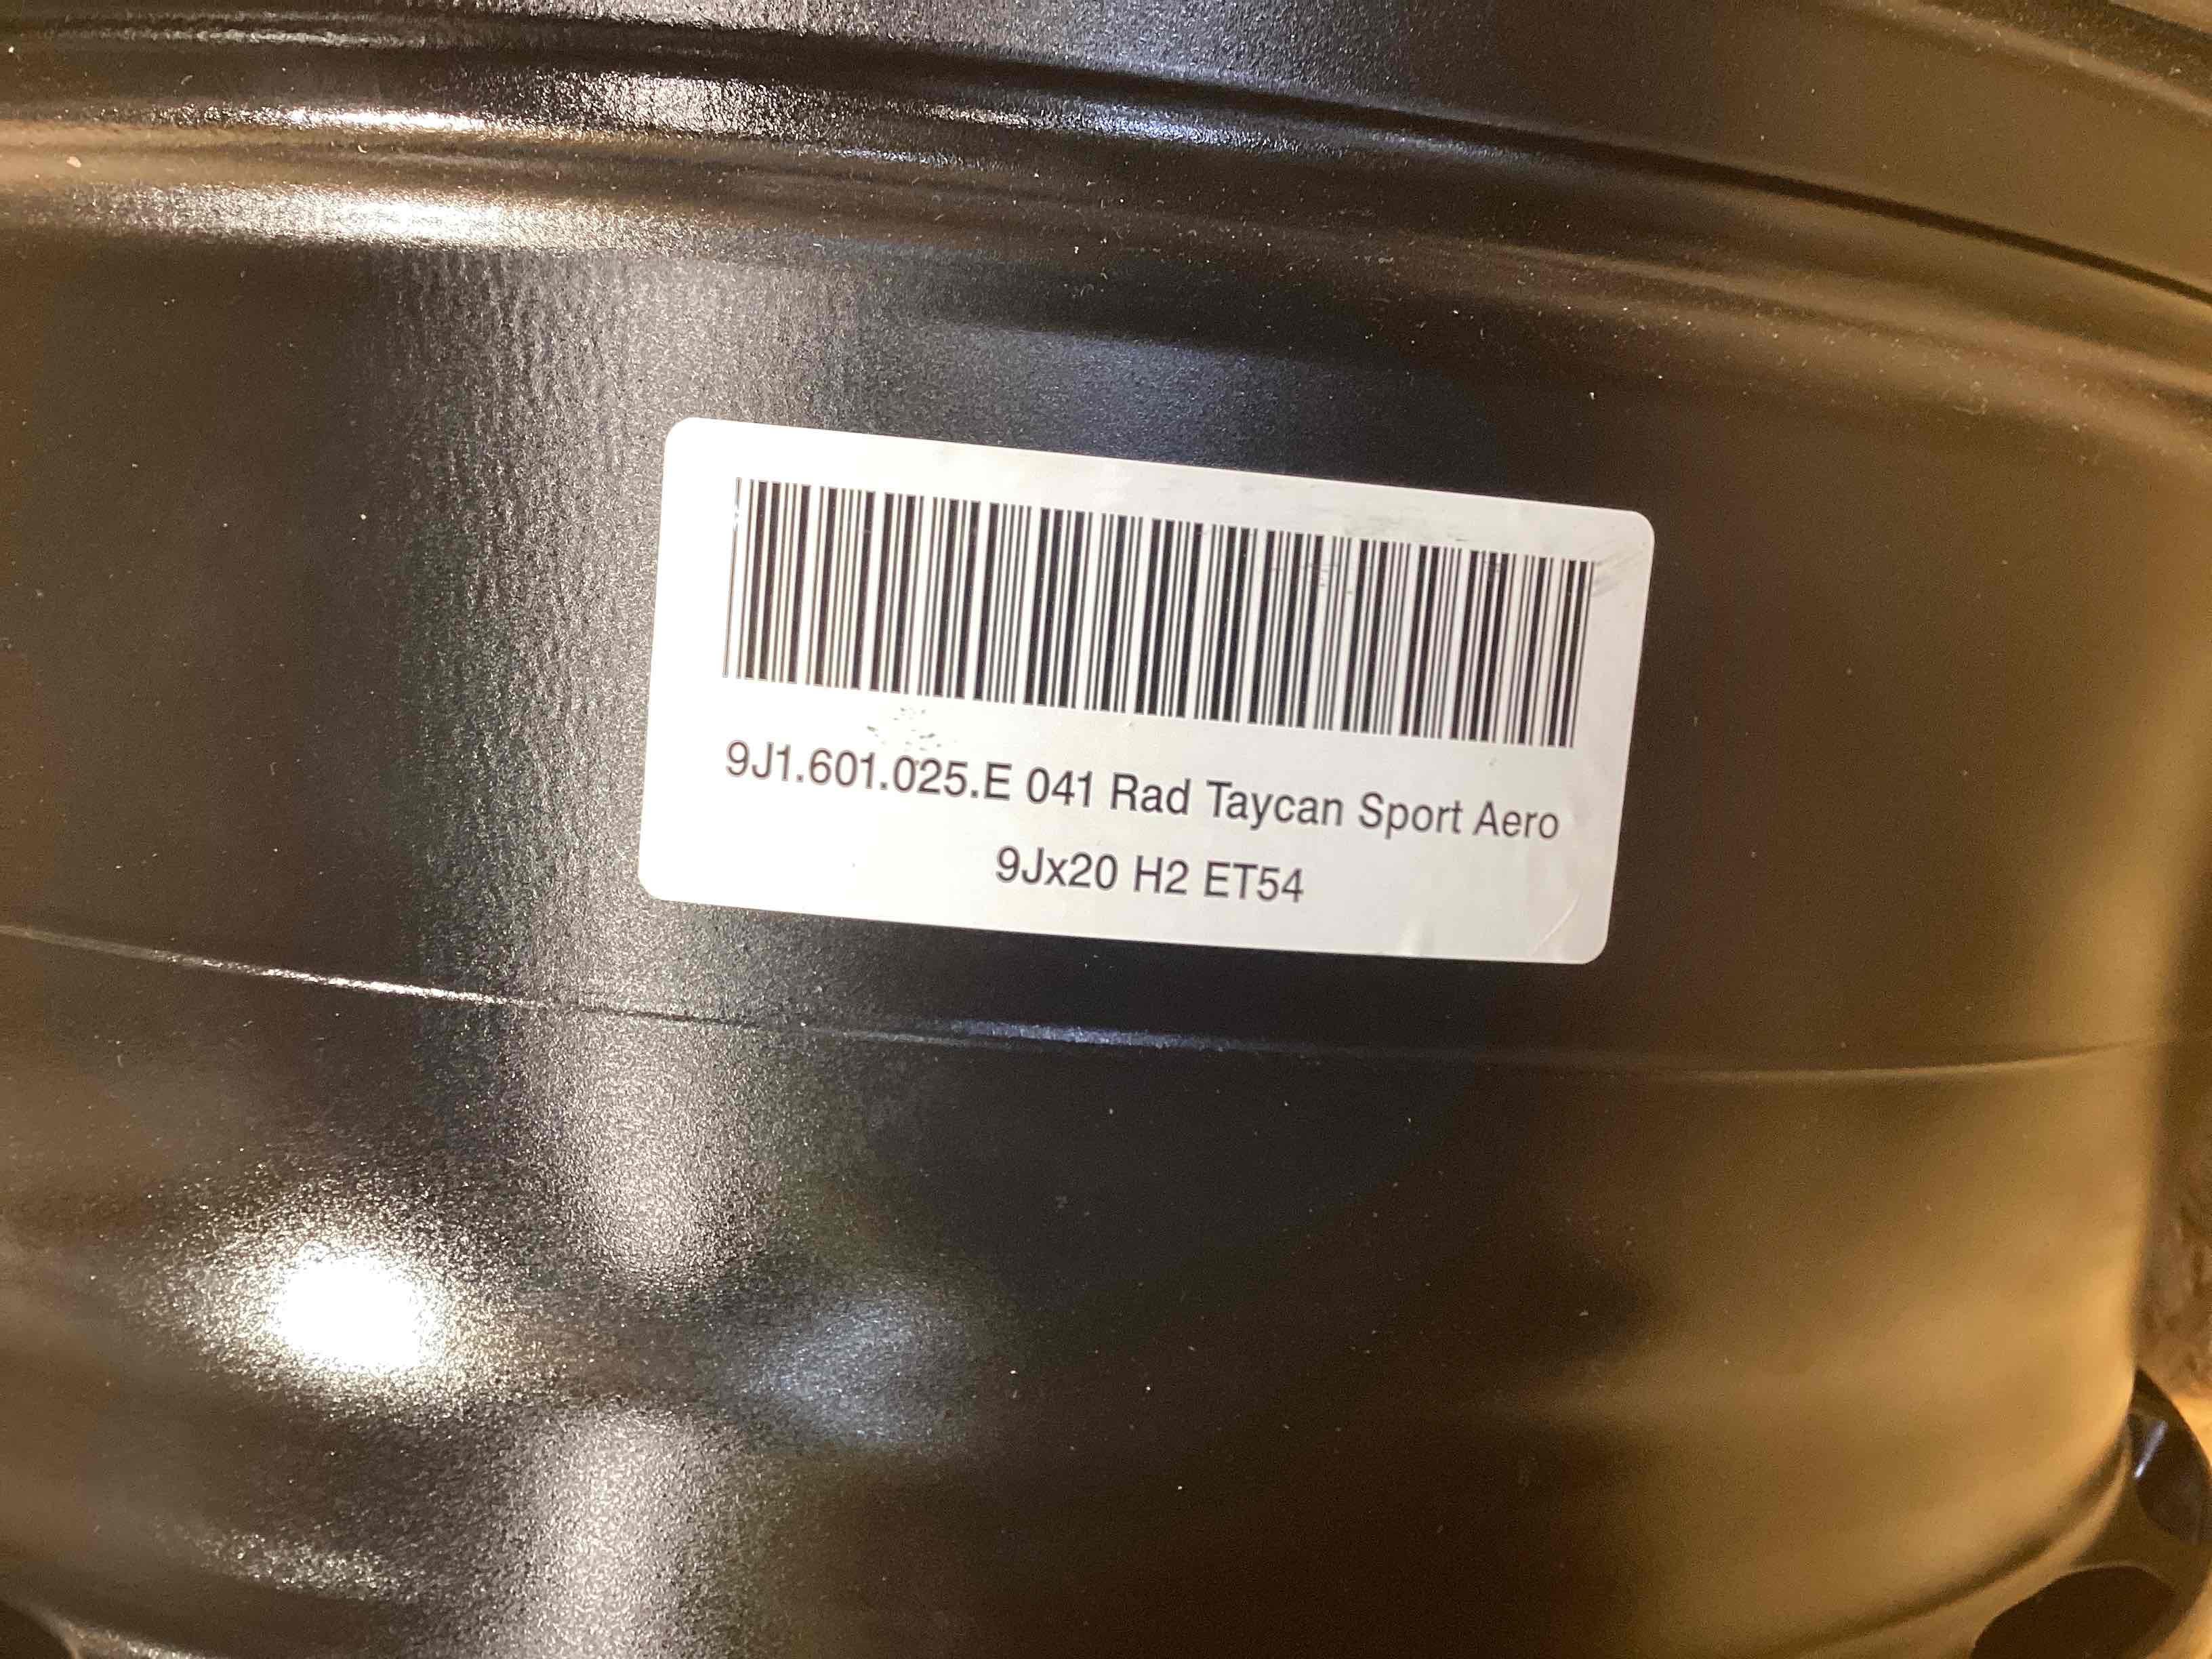 9J1.601.025.E 041 Rad Taycan Sport Aero
9Jx20 H2 ET54